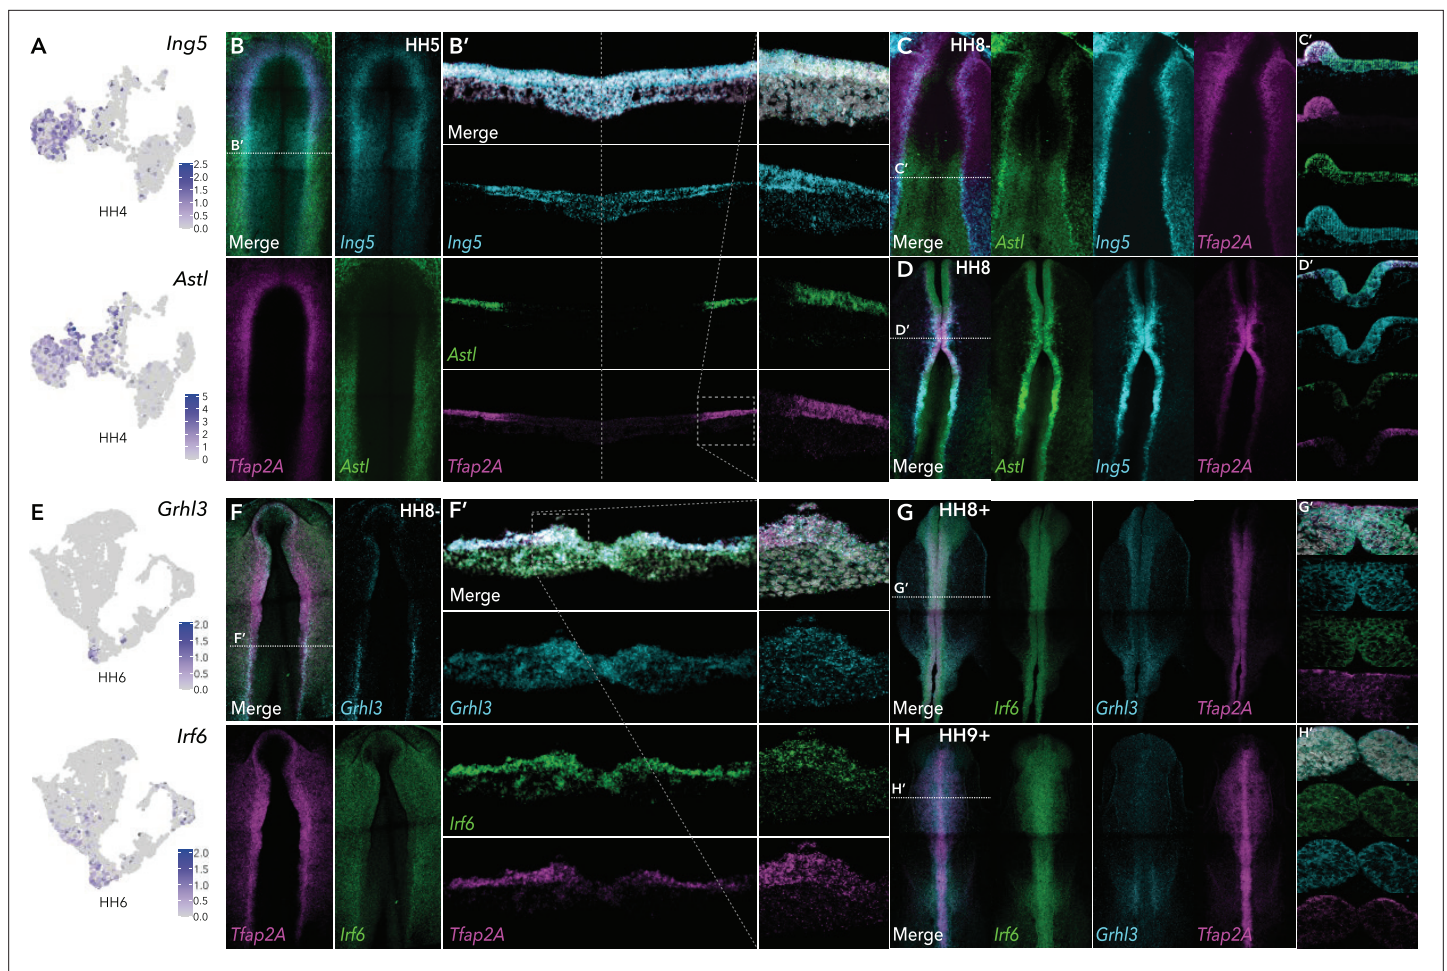 A
Ing5
2.5
2.0
1.5
1.0
0.5
0.0
HH4
Astl
5
4
3
2
1
0
HH4
B
HH5
B′
Merge
Ing5
Tfap2A
Astl
B′
Merge
Ing5
Astl
Tfap2A
C
HH8-
C′
Merge
Astl
Ing5
Tfap2A
C′
D
HH8
D′
Merge
Astl
Ing5
Tfap2A
D′
E
Grhl3
2.0
1.5
1.0
0.5
0.0
HH6
Irf6
2.0
1.5
1.0
0.5
0.0
HH6
F
HH8-
F′
Merge
Grhl3
Tfap2A
Irf6
F′
Merge
Grhl3
Irf6
Tfap2A
G
HH8+
G′
Merge
Irf6
Grhl3
Tfap2A
G′
H
HH9+
H′
Merge
Irf6
Grhl3
Tfap2A
H′